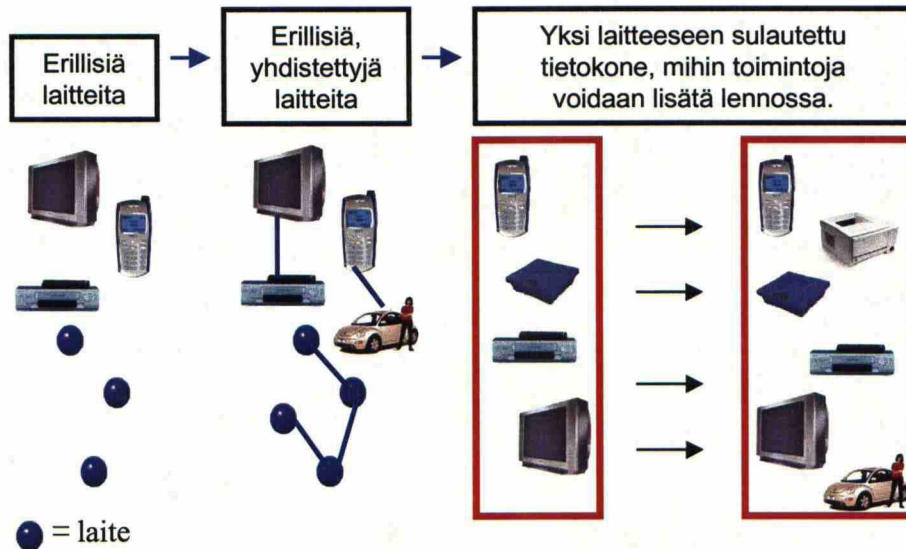 Erillisiä
laitteita
Erillisiä,
yhdistettyjä
laitteita
Yksi laitteeseen sulautettu
tietokone, mihin toimintoja
voidaan lisätä lennossa.
= laite